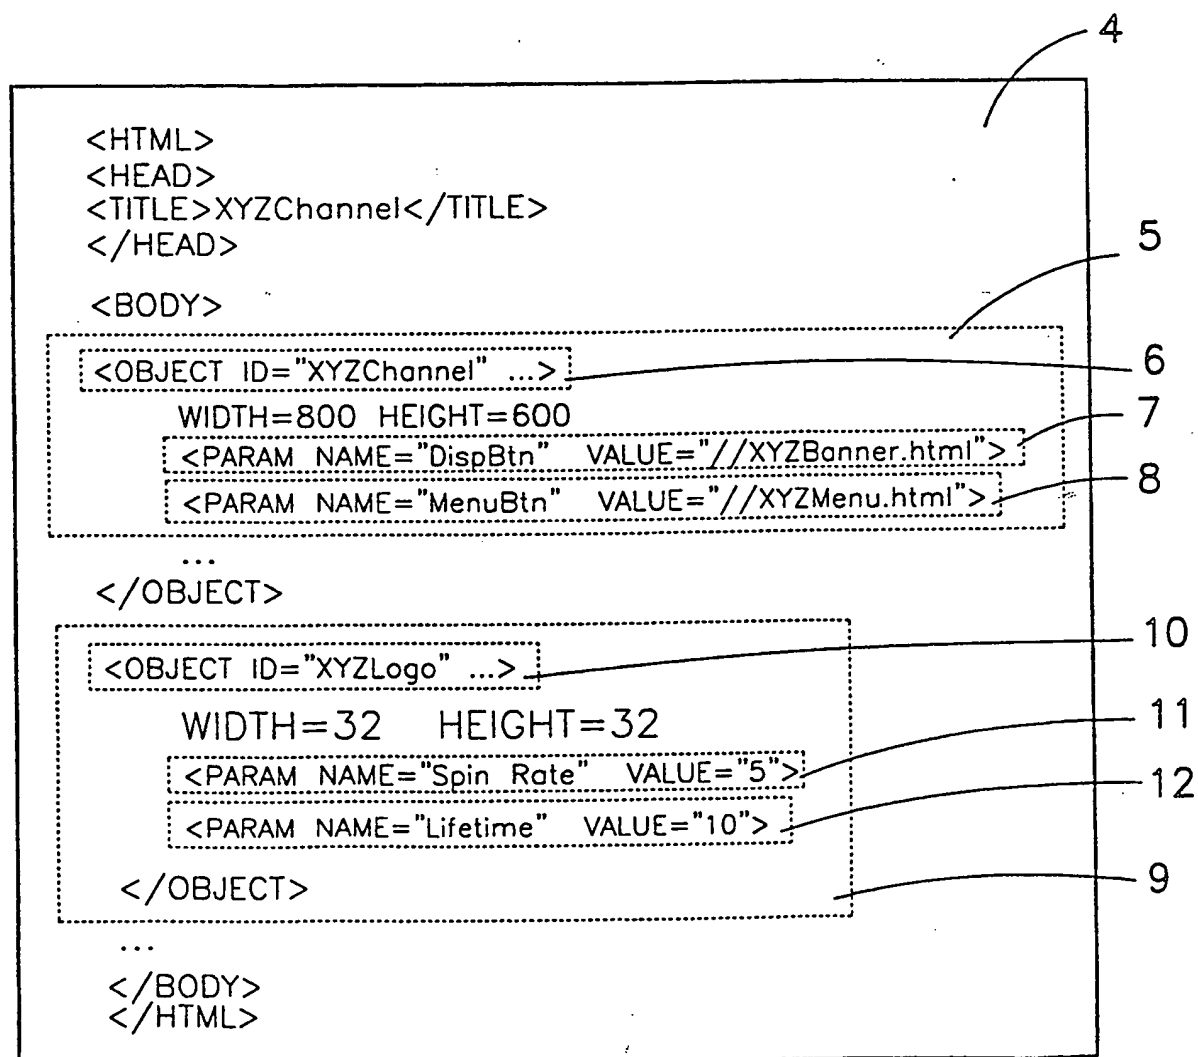 4
<HTML>
<HEAD>
<TITLE>XYZChannel</TITLE>
</HEAD>
5
<BODY>
<OBJECT ID="XYZChannel" ...>
6
WIDTH=800 HEIGHT=600
7
<PARAM NAME="DispBtn" VALUE="//XYZBanner.html">
<PARAM NAME="MenuBtn" VALUE="//XYZMenu.html">
8
...
</OBJECT>
<OBJECT ID="XYZLogo" ...>
10
WIDTH=32 HEIGHT=32
11
<PARAM NAME="Spin Rate" VALUE="5">
<PARAM NAME="Lifetime" VALUE="10">
12
</OBJECT>
9
...
</BODY>
</HTML>